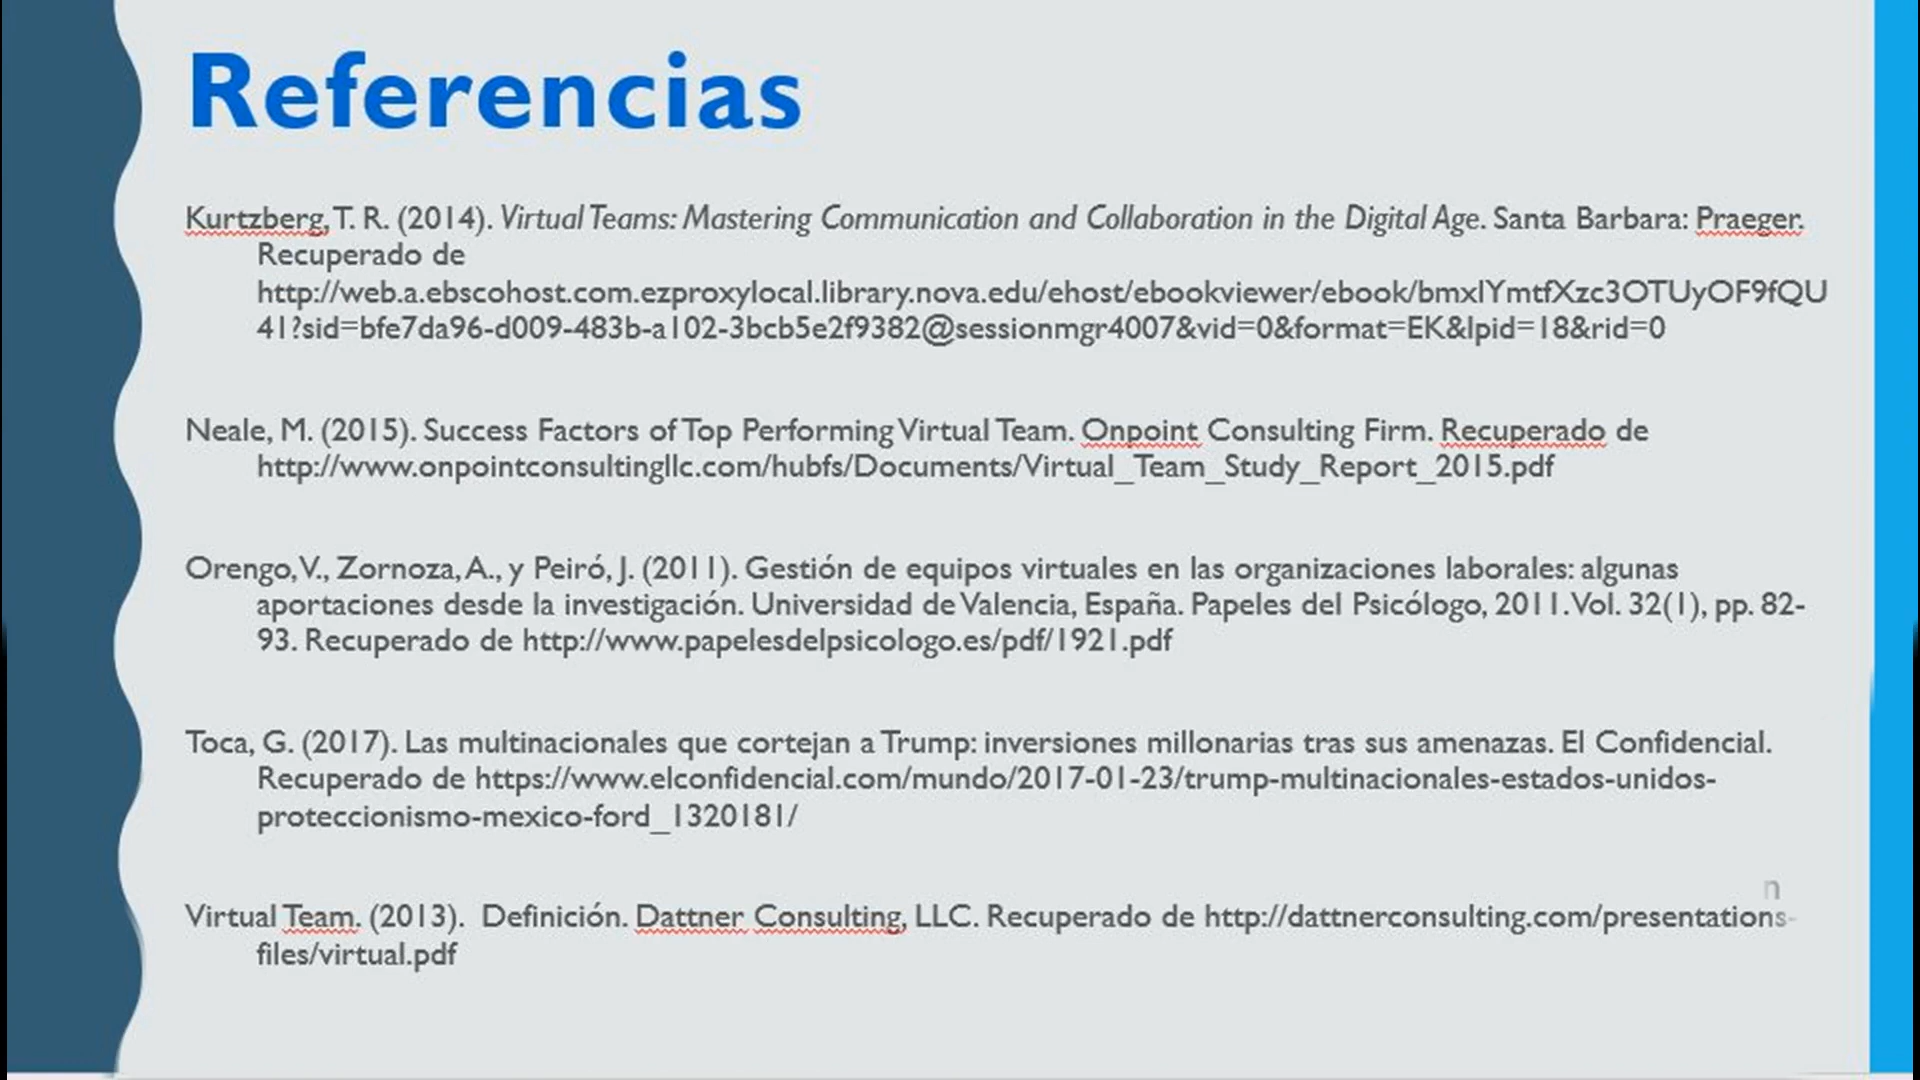 Referencias
Kurtzberg, T. R. (2014). Virtual Teams: Mastering Communication and Collaboration in the Digital Age. Santa Barbara: Praeger.
Recuperado de
http://web.a.ebscohost.com.ezproxylocal.library.nova.edu/ehost/ebookviewer/ebook/bmxlYmtfXzc3OTUyOF9fQU
41?sid=bfe7da96-d009-483b-a102-3bcb5e2f9382@sessionmgr4007&vid=0&format=EK&lpid=18&rid=0
Neale, M. (2015). Success Factors of Top Performing Virtual Team. Onpoint Consulting Firm. Recuperado de
http://www.onpointconsultingllc.com/hubfs/Documents/Virtual_Team_Study_Report_2015.pdf
Orengo, V., Zornoza, A., y Peiró, J. (2011). Gestión de equipos virtuales en las organizaciones laborales: algunas
aportaciones desde la investigación. Universidad de Valencia, España. Papeles del Psicólogo, 2011. Vol. 32(1), pp. 82-
93. Recuperado de http://www.papelesdelpsicologo.es/pdf/1921.pdf
Toca, G. (2017). Las multinacionales que cortejan a Trump: inversiones millonarias tras sus amenazas. El Confidencial.
Recuperado de https://www.elconfidencial.com/mundo/2017-01-23/trump-multinacionales-estados-unidos-
proteccionismo-mexico-ford_1320181/
n
Virtual Team. (2013). Definición. Dattner Consulting, LLC. Recuperado de http://dattnerconsulting.com/presentations-
files/virtual.pdf